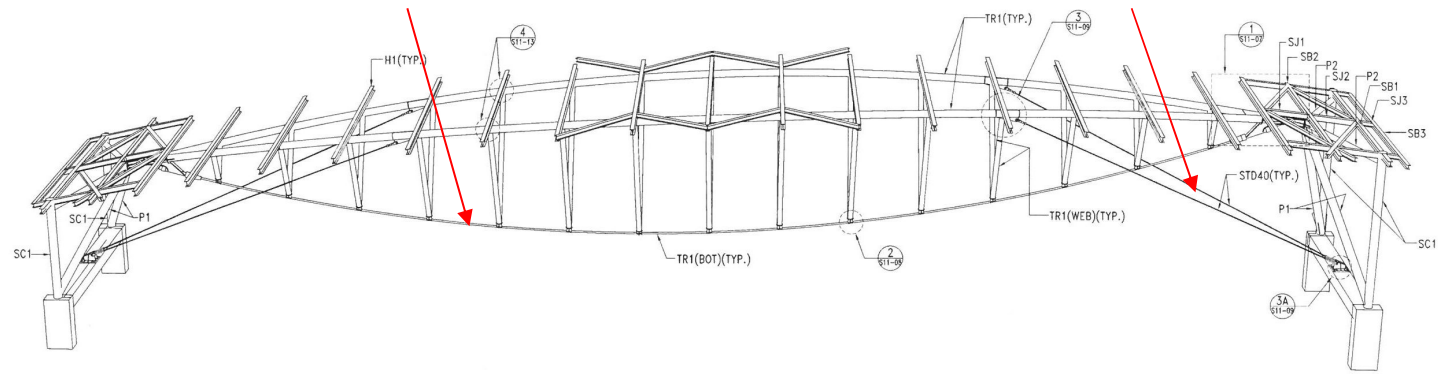 TR1(TYP.)
3
S11-09
4
S11-13
1
S11-07
SJ1
SB2
P2
SJ2
P2
SB1
SJ3
SB3
H1(TYP.)
STD40(TYP.)
P1
SC1
TR1(WEB)(TYP.)
P1
SC1
SC1
TR1(BOT)(TYP.)
2
S11-05
3A
S11-09